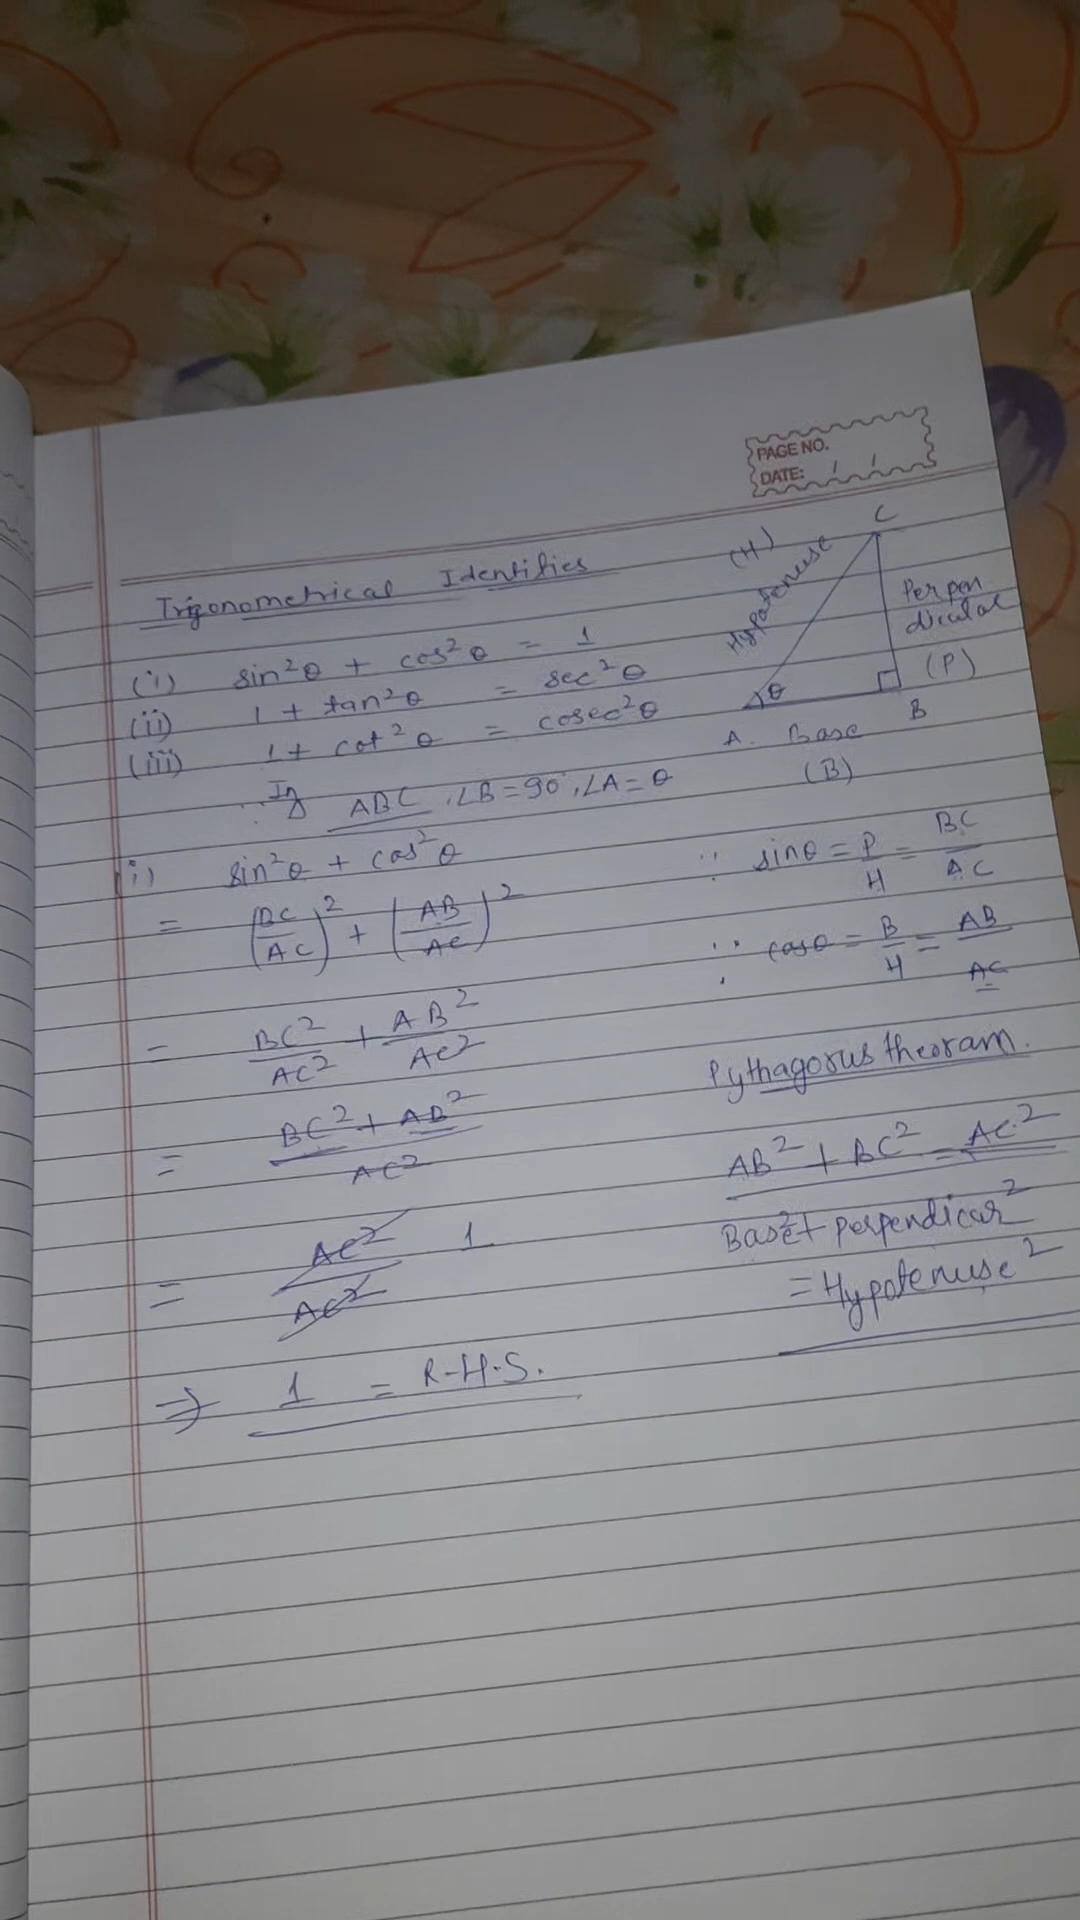 PAGE NO.
DATE: / /
Trigonometrical Identities
(i) sin²θ + cos²θ = 1
(ii) 1 + tan²θ = sec²θ
(iii) 1 + cot²θ = cosec²θ
C
(H)
Hypotenuse
Perpen
dicular
(P)
θ
A. Base B
(B)
In ABC, ∠B = 90°, ∠A = θ
i) sin²θ + cos²θ
= (BC/AC)² + (AB/AC)²
= BC²/AC² + AB²/AC²
= BC² + AB²/AC²
= AC²/AC² 1
⇒ 1 = R.H.S.
∵ sinθ = P/H = BC/AC
∵ cosθ = B/H = AB/AC
Pythagorus theoram.
AB² + BC² = AC²
Base² + perpendicar²
= Hypotenuse²